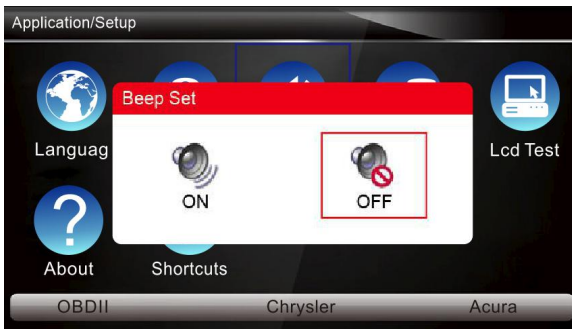 Application/Setup
Beep Set
Languag
ON
OFF
Lcd Test
About
Shortcuts
OBDII
Chrysler
Acura